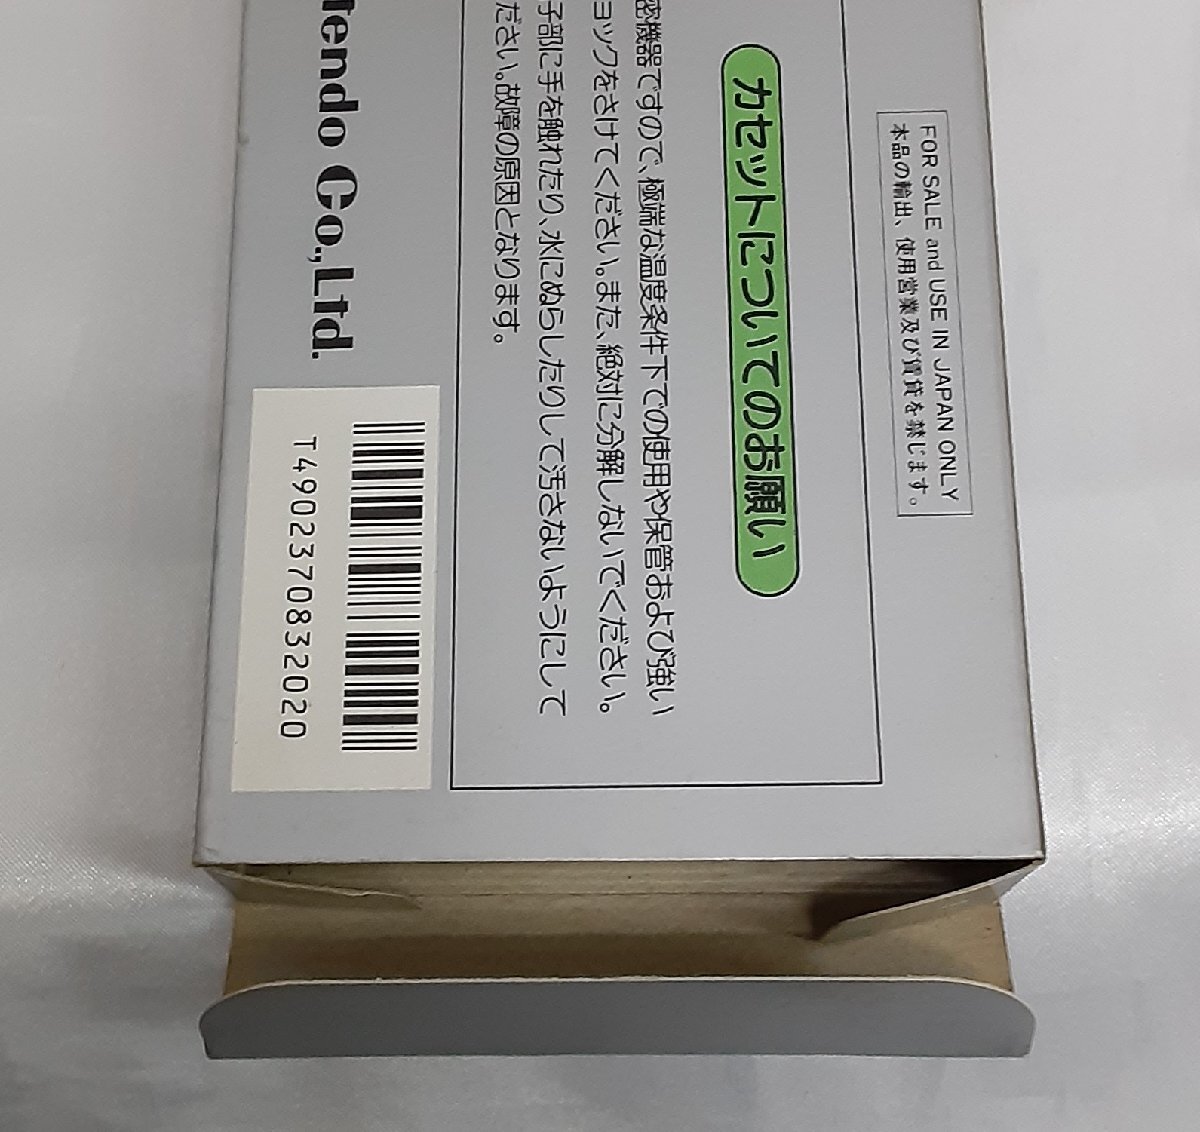 FOR SALE and USE IN JAPAN ONLY
本品の輸出、使用営業及び賃貸を禁じます。
カセットについてのお願い
密機器ですので、極端な温度条件下での使用や保管および強い
ョックをさけてください。また、絶対に分解しないでください。
子部に手を触れたり、水にぬらしたりして汚さないようにして
ださい。故障の原因となります。
tendo Co.,Ltd.
T4902370832020